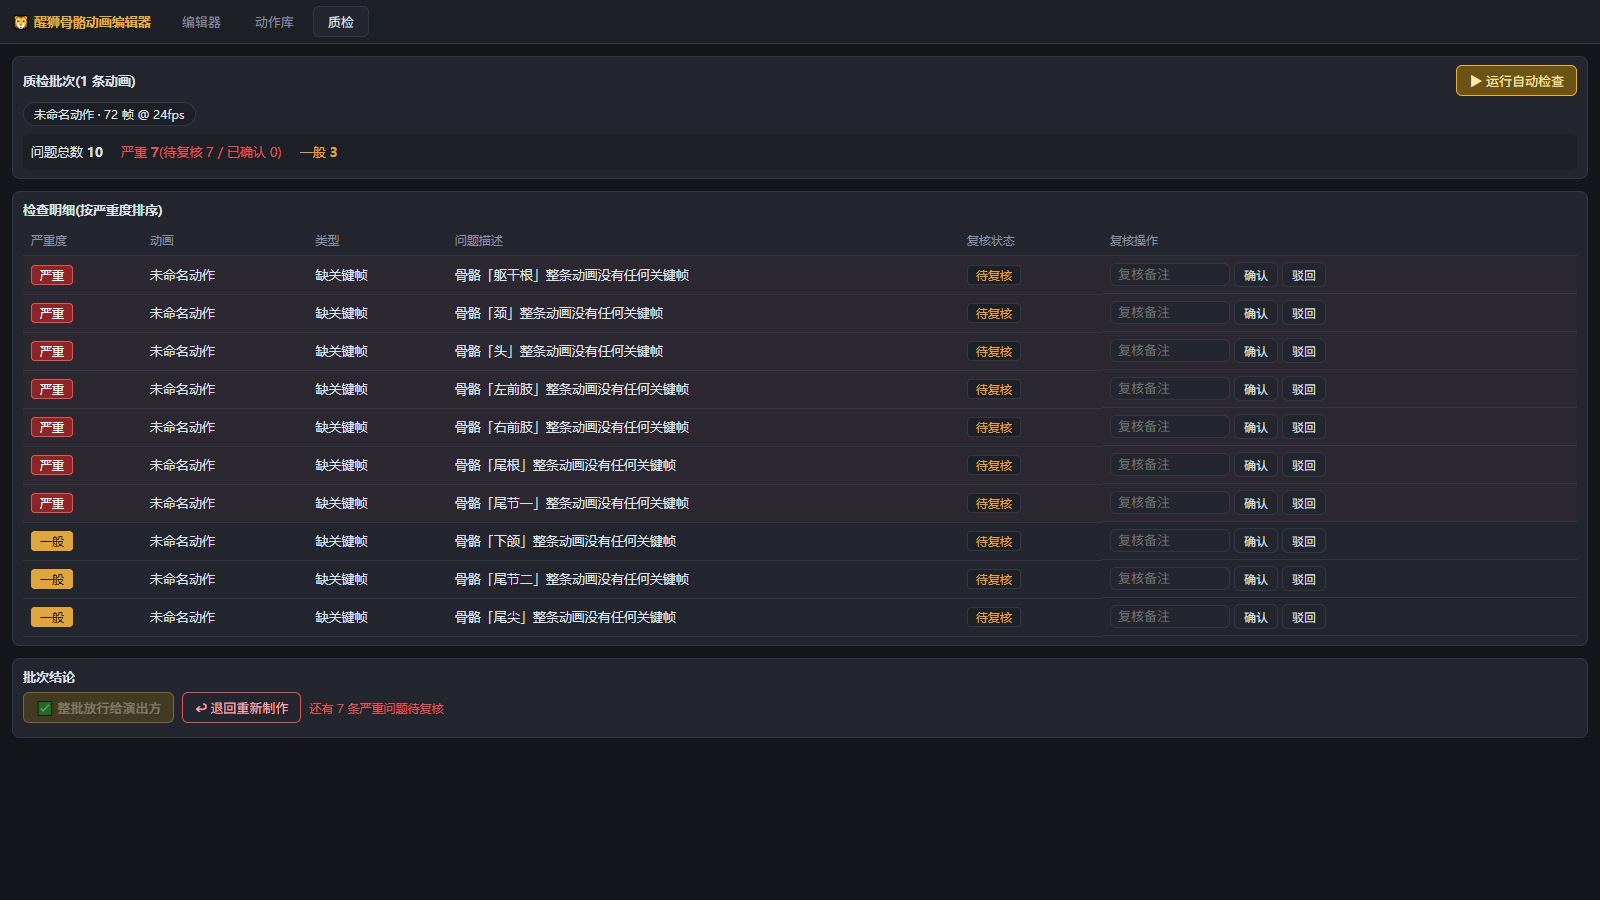 🦁 醒狮骨骼动画编辑器 编辑器 动作库 质检
质检批次(1 条动画) ▶ 运行自动检查
未命名动作 · 72 帧 @ 24fps
问题总数 10 严重 7(待复核 7 / 已确认 0) 一般 3
检查明细(按严重度排序)
严重度 动画 类型 问题描述 复核状态 复核操作
严重 未命名动作 缺关键帧 骨骼「躯干根」整条动画没有任何关键帧 待复核 复核备注 确认 驳回
严重 未命名动作 缺关键帧 骨骼「颈」整条动画没有任何关键帧 待复核 复核备注 确认 驳回
严重 未命名动作 缺关键帧 骨骼「头」整条动画没有任何关键帧 待复核 复核备注 确认 驳回
严重 未命名动作 缺关键帧 骨骼「左前肢」整条动画没有任何关键帧 待复核 复核备注 确认 驳回
严重 未命名动作 缺关键帧 骨骼「右前肢」整条动画没有任何关键帧 待复核 复核备注 确认 驳回
严重 未命名动作 缺关键帧 骨骼「尾根」整条动画没有任何关键帧 待复核 复核备注 确认 驳回
严重 未命名动作 缺关键帧 骨骼「尾节一」整条动画没有任何关键帧 待复核 复核备注 确认 驳回
一般 未命名动作 缺关键帧 骨骼「下颌」整条动画没有任何关键帧 待复核 复核备注 确认 驳回
一般 未命名动作 缺关键帧 骨骼「尾节二」整条动画没有任何关键帧 待复核 复核备注 确认 驳回
一般 未命名动作 缺关键帧 骨骼「尾尖」整条动画没有任何关键帧 待复核 复核备注 确认 驳回
批次结论
✅ 整批放行给演出方 ↩ 退回重新制作 还有 7 条严重问题待复核